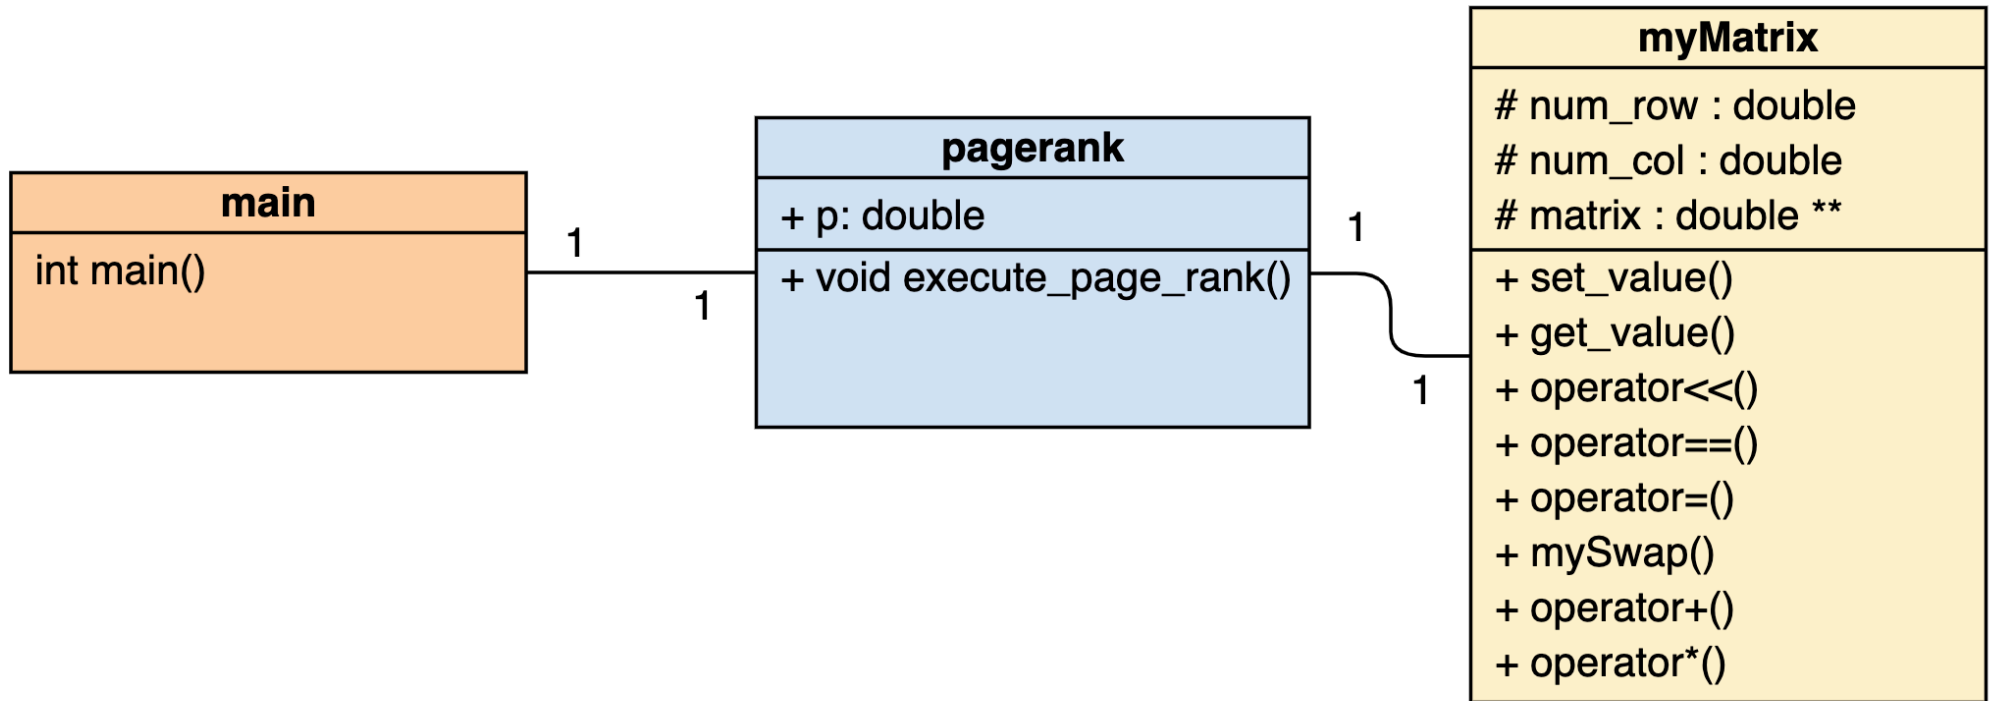 main
int main()
1
1
pagerank
+ p: double
+ void execute_page_rank()
1
1
myMatrix
# num_row : double
# num_col : double
# matrix : double **
+ set_value()
+ get_value()
+ operator<<()
+ operator==()
+ operator=()
+ mySwap()
+ operator+()
+ operator*()